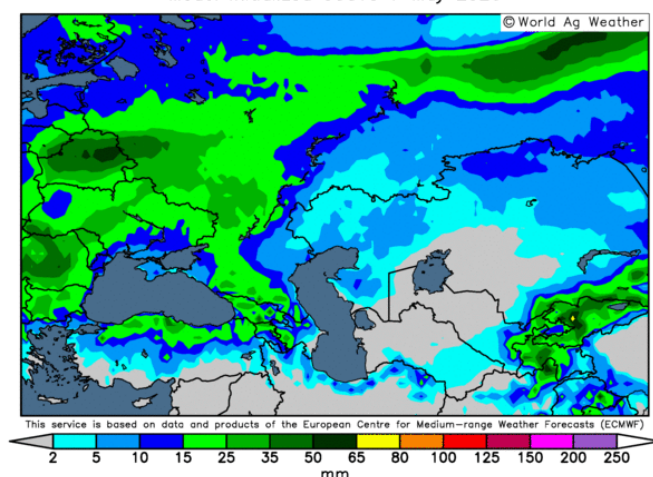 © World Ag Weather
This service is based on data and products of the European Centre for Medium-range Weather Forecasts (ECMWF)
2 5 10 15 25 35 50 65 80 100 125 150 200 250
mm